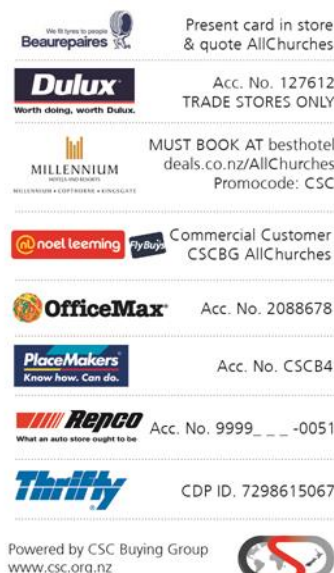 We fit tyres to people
Beaurepaires
Present card in store
& quote AllChurches
Dulux
Worth doing, worth Dulux.
Acc. No. 127612
TRADE STORES ONLY
MILLENNIUM
HOTELS AND RESORTS
MILLENNIUM • COPTHORNE • KINGSGATE
MUST BOOK AT besthotel
deals.co.nz/AllChurches
Promocode: CSC
nl noel leeming
FlyBuys
Commercial Customer
CSCBG AllChurches
OfficeMax
Acc. No. 2088678
PlaceMakers
Know how. Can do.
Acc. No. CSCB4
Repco
What an auto store ought to be
Acc. No. 9999_ _ _ -0051
Thrifty
CDP ID. 7298615067
Powered by CSC Buying Group
www.csc.org.nz